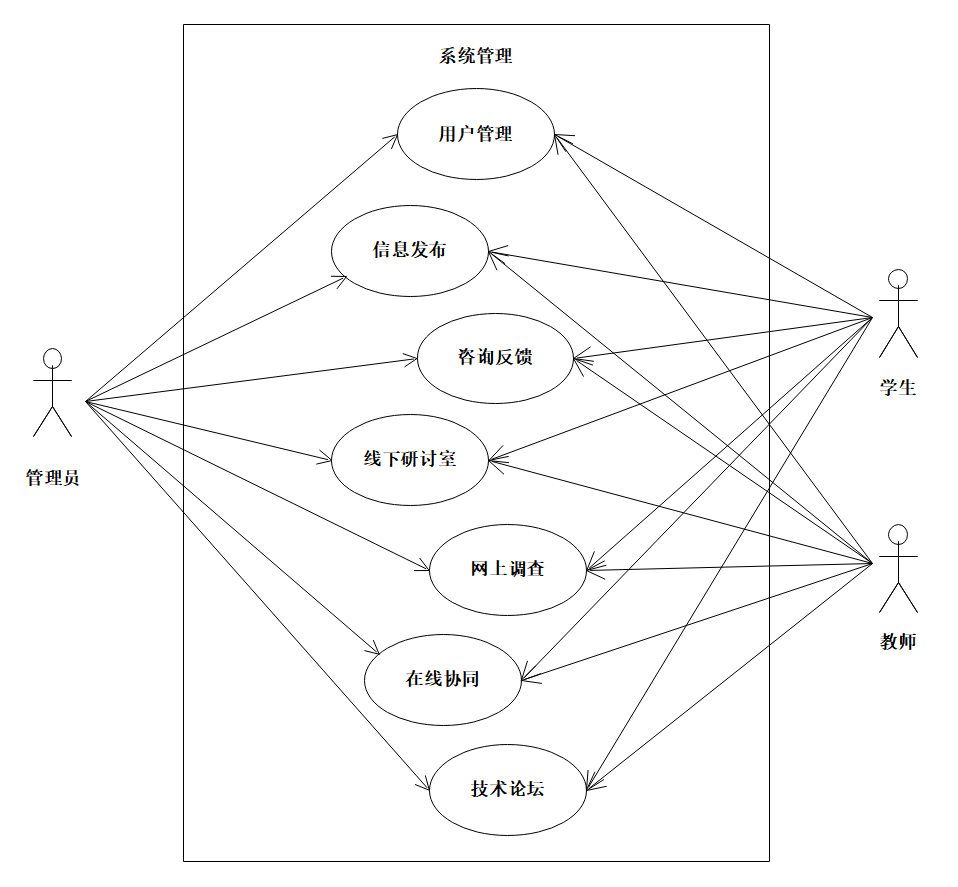 系统管理
用户管理
信息发布
咨询反馈
线下研讨室
网上调查
在线协同
技术论坛
管理员
学生
教师